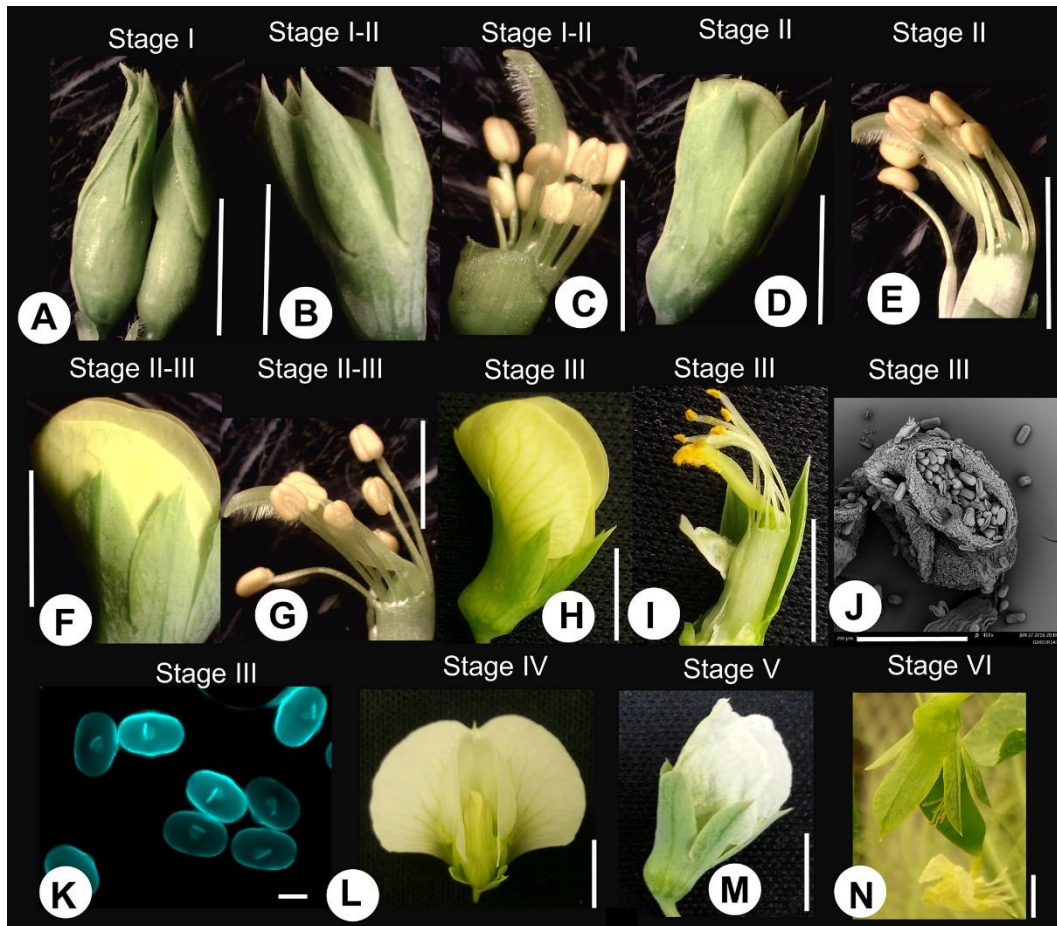 Stage I
Stage I-II
Stage I-II
Stage II
Stage II
A
B
C
D
E
Stage II-III
Stage II-III
Stage III
Stage III
Stage III
F
G
H
I
J
Stage III
Stage IV
Stage V
Stage VI
K
L
M
N